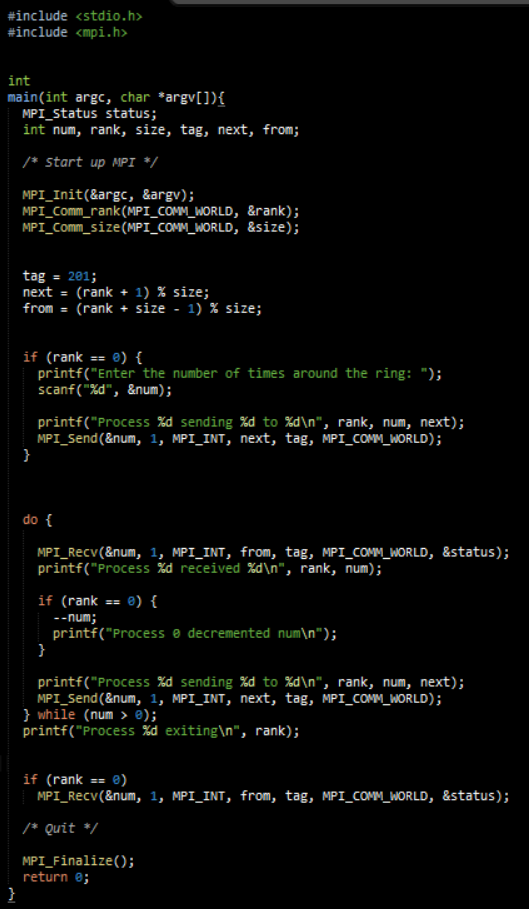 #include <stdio.h>
#include <mpi.h>
int
main(int argc, char *argv[]){
MPI_Status status;
int num, rank, size, tag, next, from;
/* Start up MPI */
MPI_Init(&argc, &argv);
MPI_Comm_rank(MPI_COMM_WORLD, &rank);
MPI_Comm_size(MPI_COMM_WORLD, &size);
tag = 201;
next = (rank + 1) % size;
from = (rank + size - 1) % size;
if (rank == 0) {
printf("Enter the number of times around the ring: ");
scanf("%d", &num);
printf("Process %d sending %d to %d\n", rank, num, next);
MPI_Send(&num, 1, MPI_INT, next, tag, MPI_COMM_WORLD);
}
do {
MPI_Recv(&num, 1, MPI_INT, from, tag, MPI_COMM_WORLD, &status);
printf("Process %d received %d\n", rank, num);
if (rank == 0) {
--num;
printf("Process 0 decremented num\n");
}
printf("Process %d sending %d to %d\n", rank, num, next);
MPI_Send(&num, 1, MPI_INT, next, tag, MPI_COMM_WORLD);
} while (num > 0);
printf("Process %d exiting\n", rank);
if (rank == 0)
MPI_Recv(&num, 1, MPI_INT, from, tag, MPI_COMM_WORLD, &status);
/* Quit */
MPI_Finalize();
return 0;
}